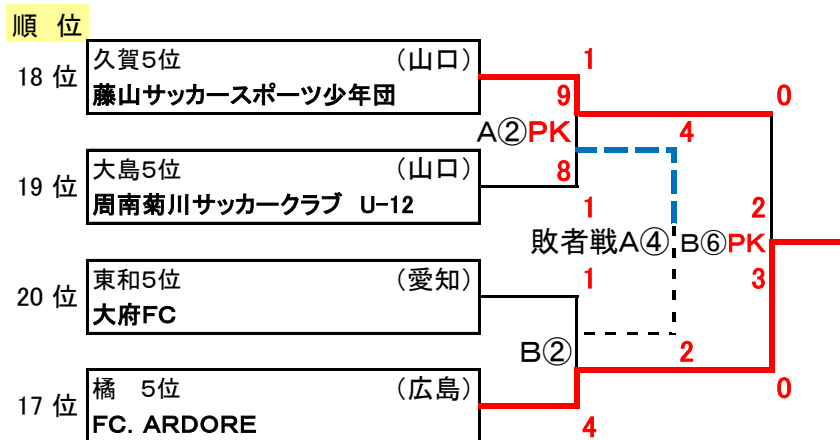 順 位
18 位
久賀5位 (山口)
藤山サッカースポーツ少年団
1
9
0
A②PK
4
19 位
大島5位 (山口)
周南菊川サッカークラブ U-12
8
1
2
敗者戦A④
B⑥PK
20 位
東和5位 (愛知)
大府FC
1
3
B②
2
17 位
橘 5位 (広島)
FC. ARDORE
0
4